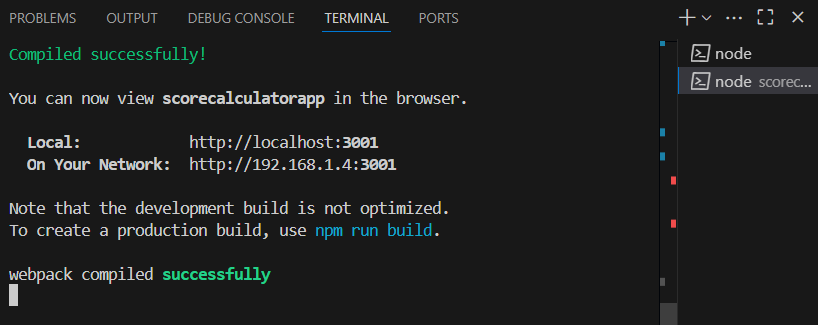 PROBLEMS OUTPUT DEBUG CONSOLE TERMINAL PORTS
Compiled successfully!
You can now view scorecalculatorapp in the browser.
Local: http://localhost:3001
On Your Network: http://192.168.1.4:3001
Note that the development build is not optimized.
To create a production build, use npm run build.
webpack compiled successfully
node
node scorec...